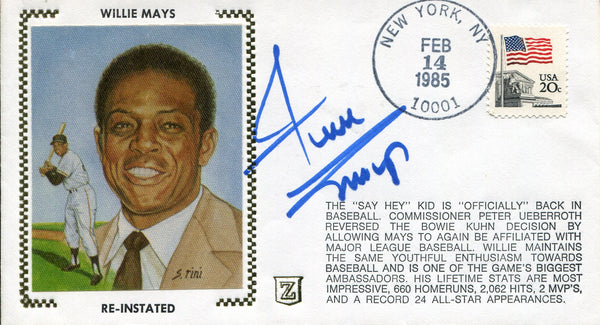 WILLIE MAYS
S. Rini
RE-INSTATED
Willie
Mays
NEW YORK, NY
FEB
14
1985
10001
USA
20c
THE "SAY HEY" KID IS "OFFICIALLY" BACK IN
BASEBALL. COMMISSIONER PETER UEBERROTH
REVERSED THE BOWIE KUHN DECISION BY
ALLOWING MAYS TO AGAIN BE AFFILIATED WITH
MAJOR LEAGUE BASEBALL. WILLIE MAINTAINS
THE SAME YOUTHFUL ENTHUSIASM TOWARDS
BASEBALL AND IS ONE OF THE GAME'S BIGGEST
AMBASSADORS. HIS LIFETIME STATS ARE MOST
IMPRESSIVE, 660 HOMERUNS, 2,062 HITS, 2 MVP'S,
AND A RECORD 24 ALL-STAR APPEARANCES.
Z